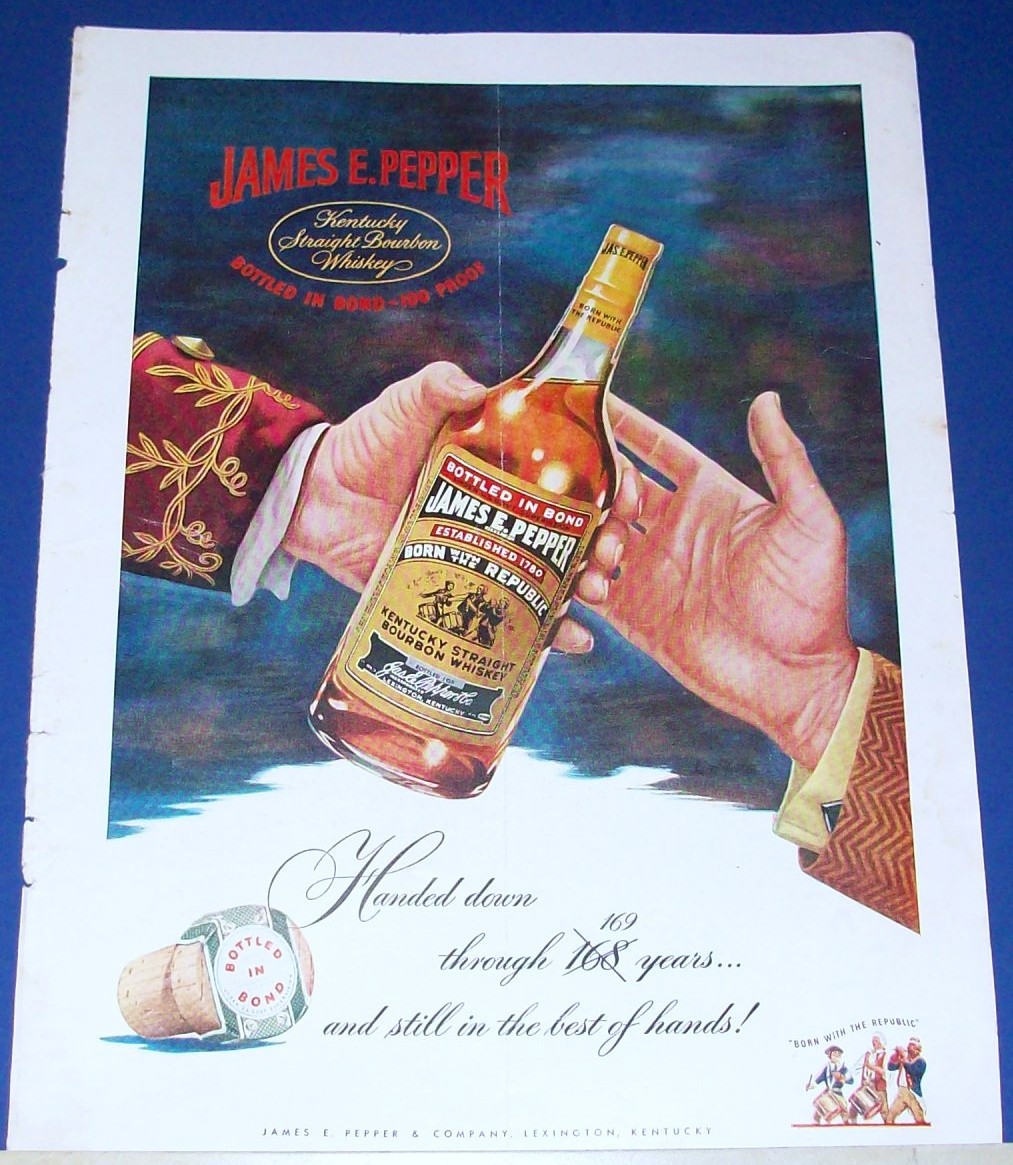 JAMES E. PEPPER
Kentucky
Straight Bourbon
Whiskey
BOTTLED IN BOND-100 PROOF
JAS. E. PEPPER
BORN WITH
THE REPUBLIC
BOTTLED IN BOND
JAMES E. PEPPER
ESTABLISHED 1780
BORN WITH THE REPUBLIC
KENTUCKY STRAIGHT
BOURBON WHISKEY
Jas. E. Pepper & Co.
LEXINGTON, KENTUCKY
Handed down
169
through 168 years...
and still in the best of hands!
BOTTLED
IN
BOND
"BORN WITH THE REPUBLIC"
JAMES E. PEPPER & COMPANY, LEXINGTON, KENTUCKY